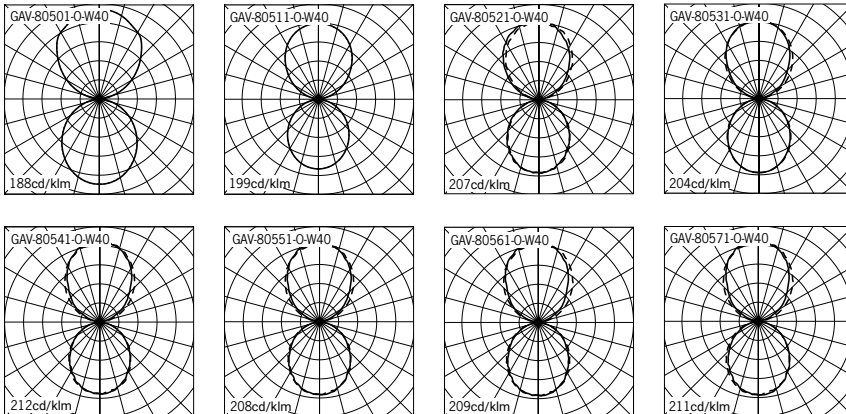 GAV-80501-O-W40
188cd/klm
GAV-80511-O-W40
199cd/klm
GAV-80521-O-W40
207cd/klm
GAV-80531-O-W40
204cd/klm
GAV-80541-O-W40
212cd/klm
GAV-80551-O-W40
208cd/klm
GAV-80561-O-W40
209cd/klm
GAV-80571-O-W40
211cd/klm